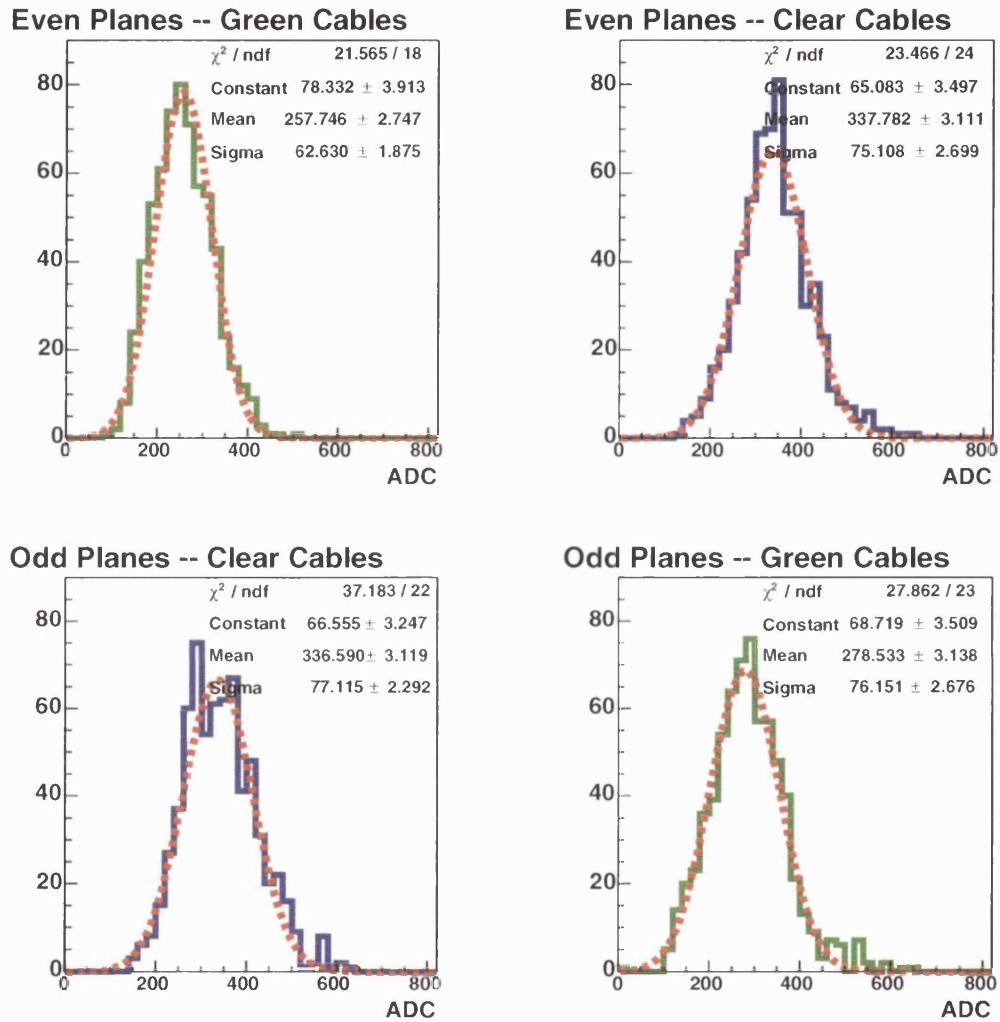 Even Planes -- Green Cables
χ² / ndf 21.565 / 18
Constant 78.332 ± 3.913
Mean 257.746 ± 2.747
Sigma 62.630 ± 1.875
80
60
40
20
0
0 200 400 600 800
ADC
Even Planes -- Clear Cables
χ² / ndf 23.466 / 24
Constant 65.083 ± 3.497
Mean 337.782 ± 3.111
Sigma 75.108 ± 2.699
80
60
40
20
0
0 200 400 600 800
ADC
Odd Planes -- Clear Cables
χ² / ndf 37.183 / 22
Constant 66.555 ± 3.247
Mean 336.590 ± 3.119
Sigma 77.115 ± 2.292
80
60
40
20
0
0 200 400 600 800
ADC
Odd Planes -- Green Cables
χ² / ndf 27.862 / 23
Constant 68.719 ± 3.509
Mean 278.533 ± 3.138
Sigma 76.151 ± 2.676
80
60
40
20
0
0 200 400 600 800
ADC